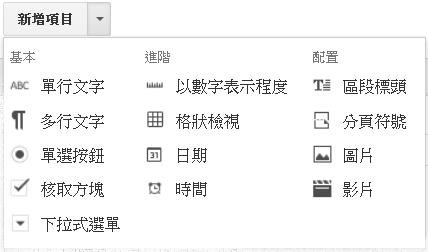 新增項目
基本 進階 配置
ABC 單行文字 以數字表示程度 T 區段標頭
¶ 多行文字 格狀檢視 分頁符號
單選按鈕 31 日期 圖片
核取方塊 時間 影片
下拉式選單